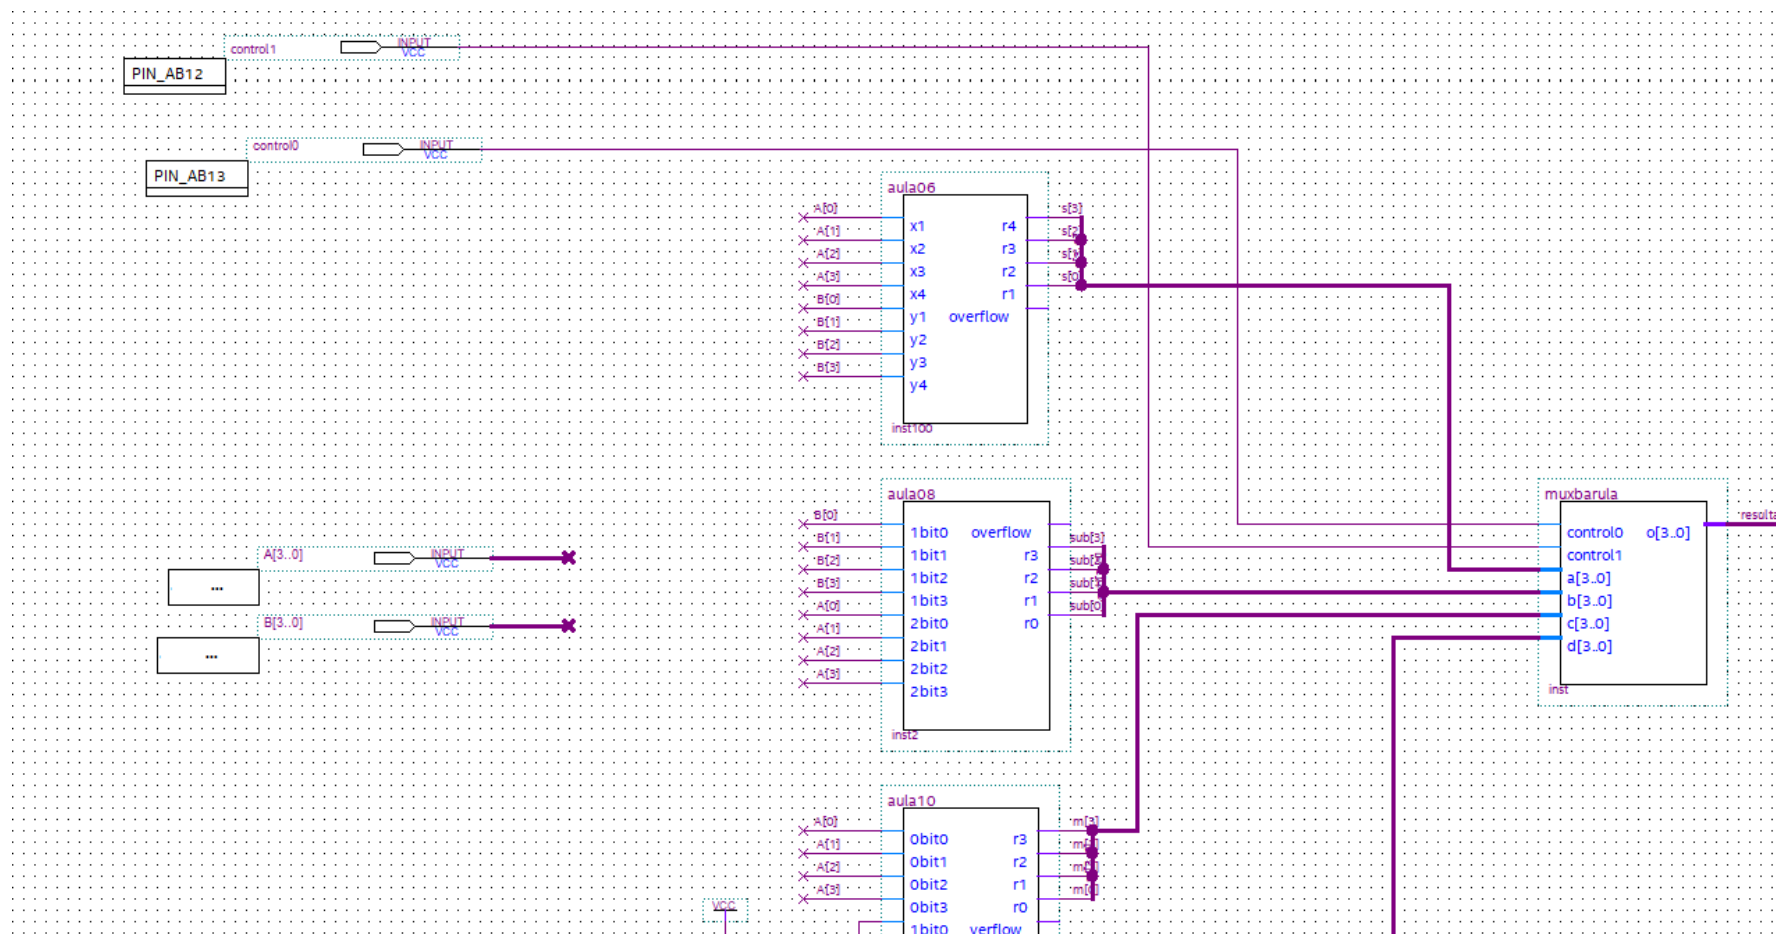 control1
INPUT
VCC
PIN_AB12
control0
INPUT
VCC
PIN_AB13
aula06
A[0]
A[1]
A[2]
A[3]
B[0]
B[1]
B[2]
B[3]
x1
x2
x3
x4
y1
y2
y3
y4
r4
r3
r2
r1
overflow
s[3]
inst100
A[3..0]
INPUT
VCC
...
B[3..0]
INPUT
VCC
...
aula08
B[0]
B[1]
B[2]
B[3]
A[0]
A[1]
A[2]
A[3]
1bit0
1bit1
1bit2
1bit3
2bit0
2bit1
2bit2
2bit3
overflow
r3
r2
r1
r0
sub[3]
inst2
muxbarula
control0
control1
a[3..0]
b[3..0]
c[3..0]
d[3..0]
o[3..0]
inst
aula10
A[0]
A[1]
A[2]
A[3]
0bit0
0bit1
0bit2
0bit3
1bit0
r3
r2
r1
r0
verflow
m[3]
VCC